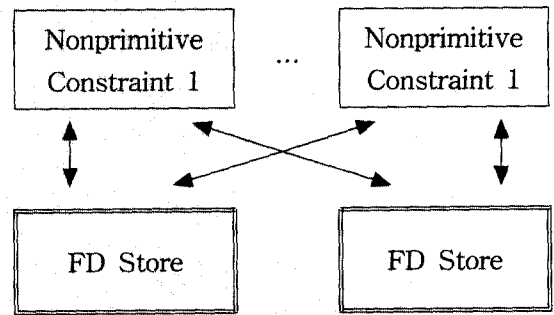 Nonprimitive
Constraint 1
...
Nonprimitive
Constraint 1
FD Store
FD Store